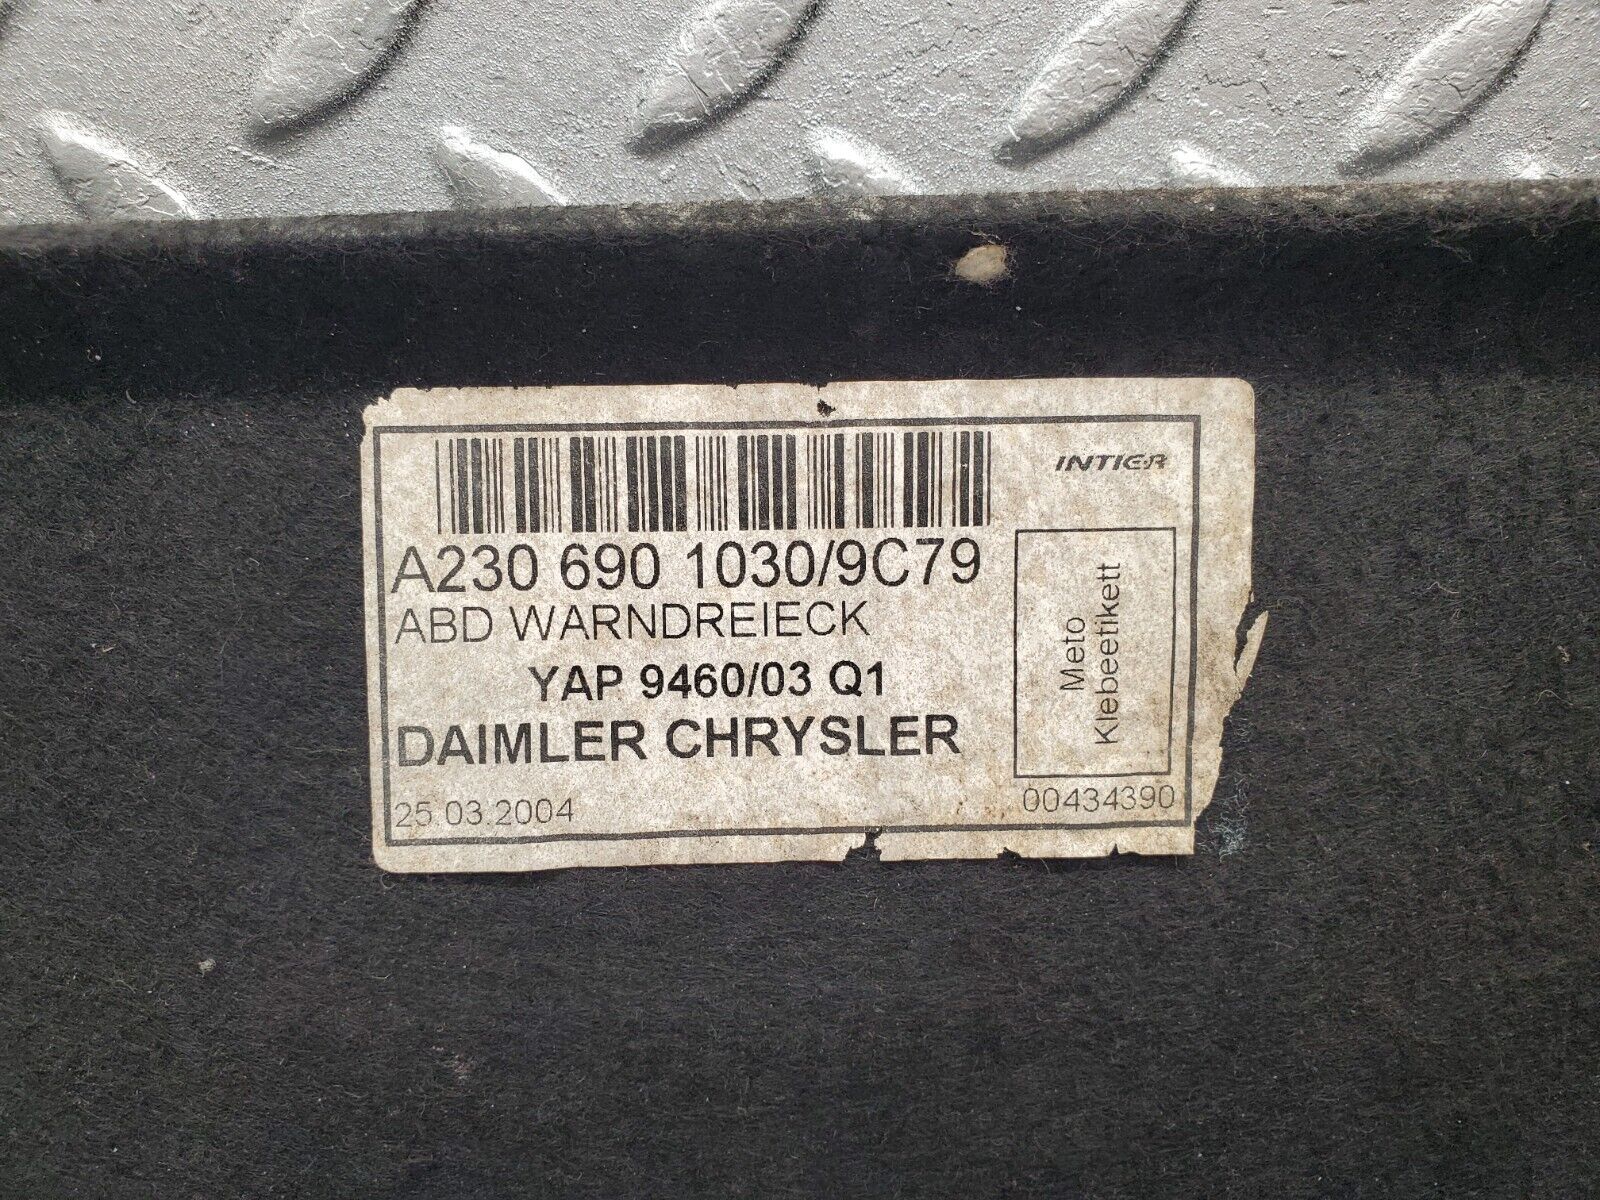 INTIER
A230 690 1030/9C79
ABD WARNDREIECK
YAP 9460/03 Q1
DAIMLER CHRYSLER
25.03.2004
Meto
Klebeetikett
00434390